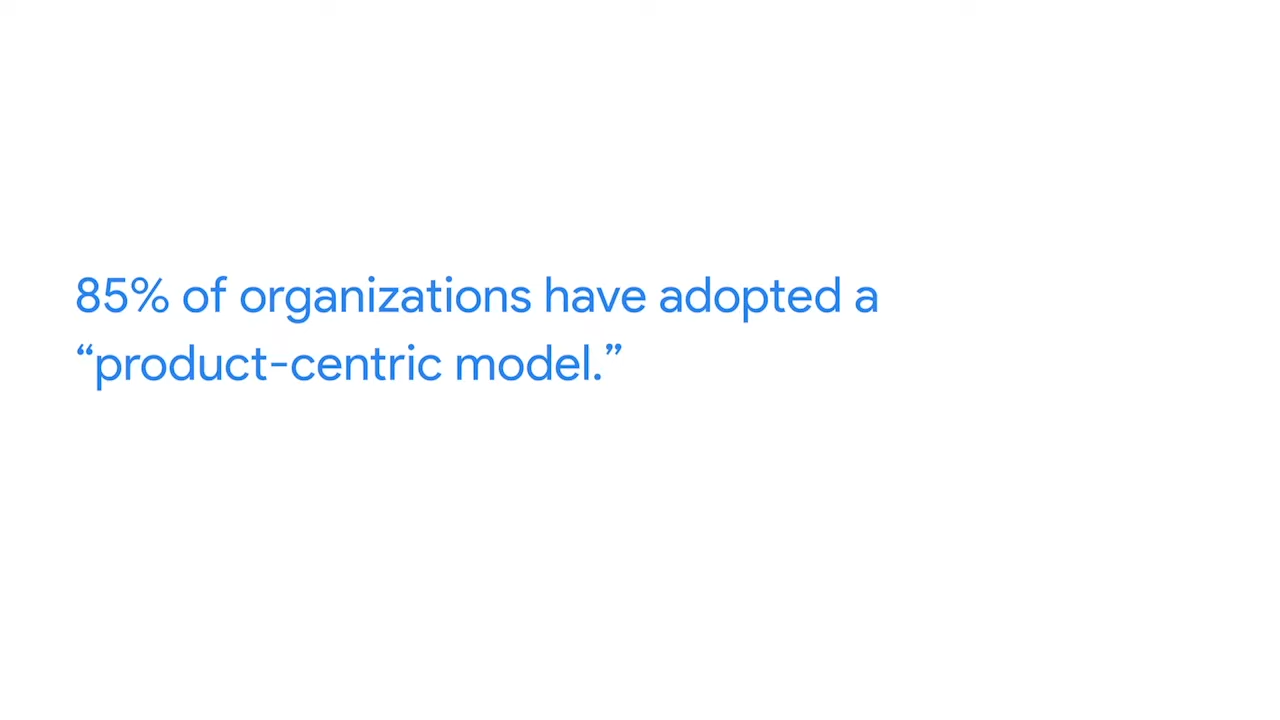 85% of organizations have adopted a
“product-centric model.”